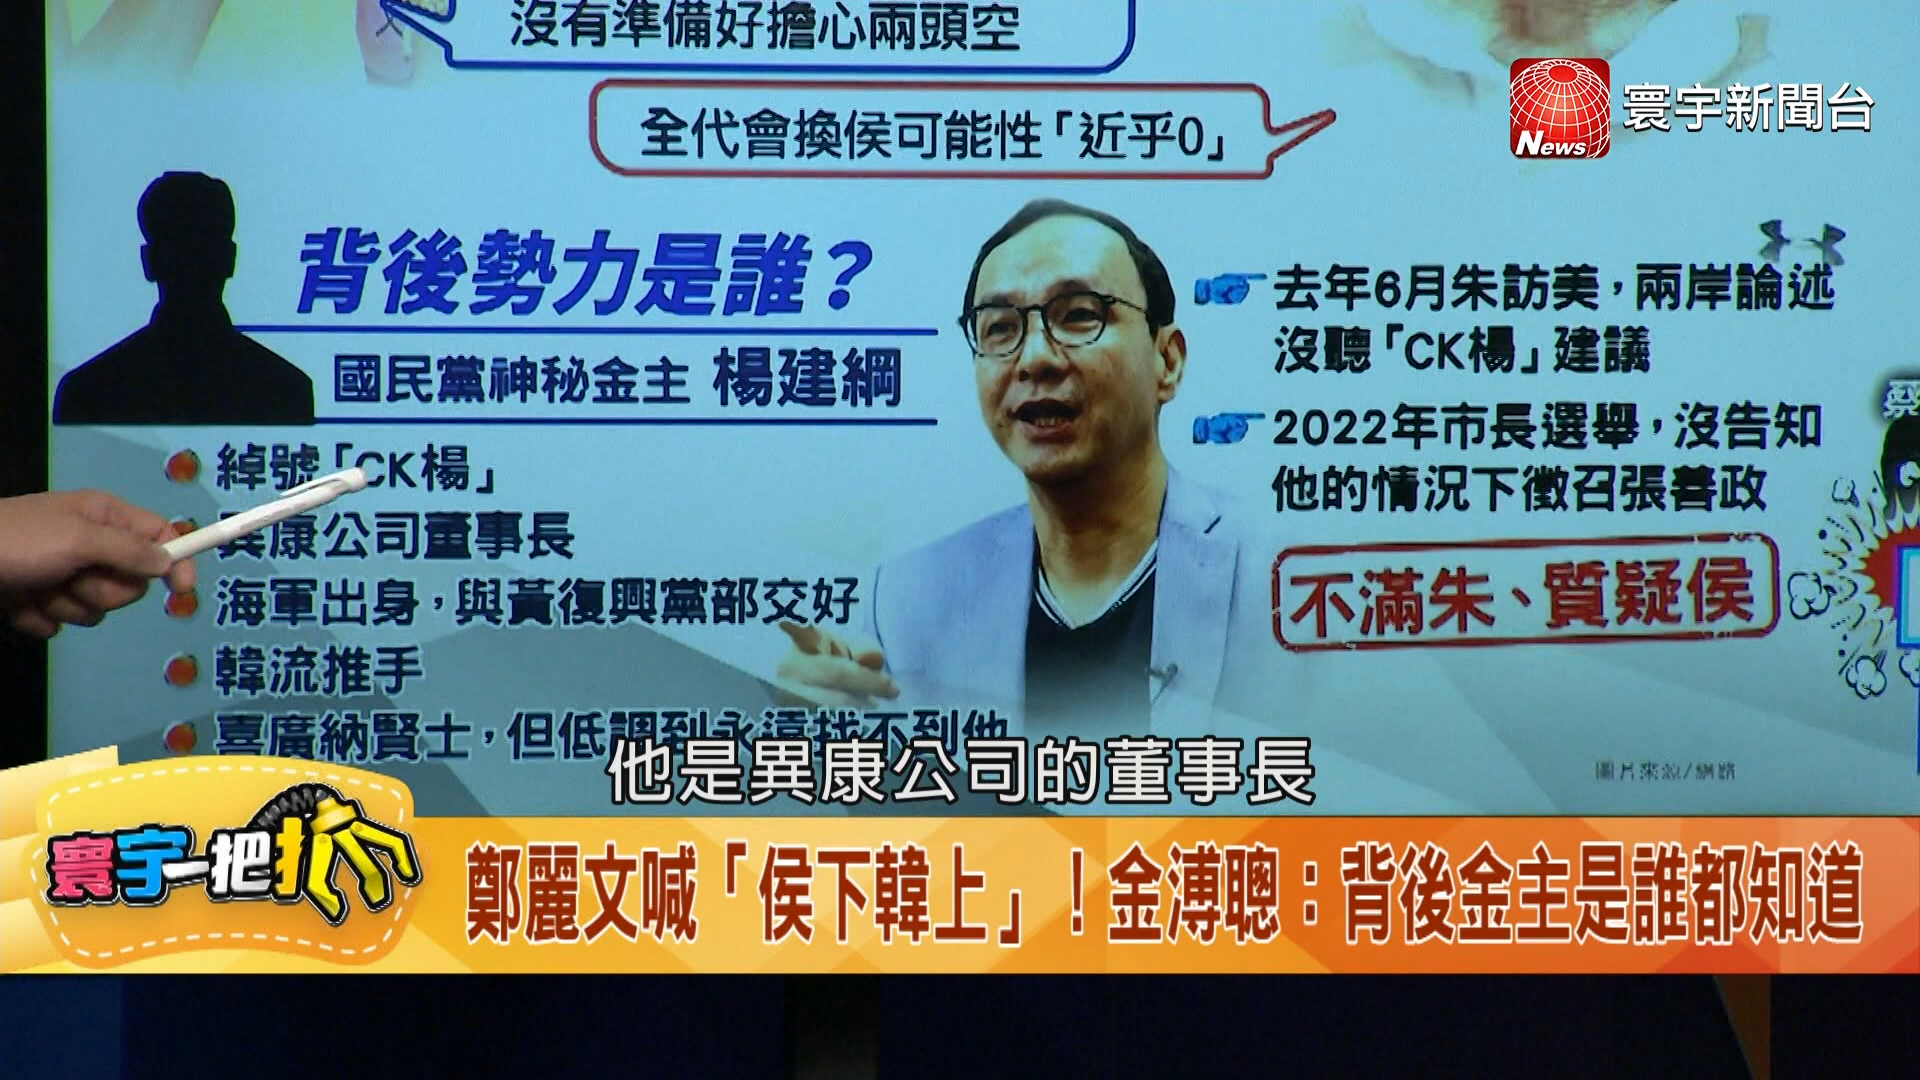 沒有準備好擔心兩頭空
全代會換侯可能性「近乎0」
News
寰宇新聞台
背後勢力是誰？
國民黨神秘金主 楊建綱
綽號「CK楊」
異康公司董事長
海軍出身，與黃復興黨部交好
韓流推手
喜廣納賢士，但低調到永遠找不到他
去年6月朱訪美，兩岸論述
沒聽「CK楊」建議
2022年市長選舉，沒告知
他的情況下徵召張善政
不滿朱、質疑侯
蔡
圖片來源/網路
他是異康公司的董事長
寰宇一把抓
鄭麗文喊「侯下韓上」！金溥聰：背後金主是誰都知道